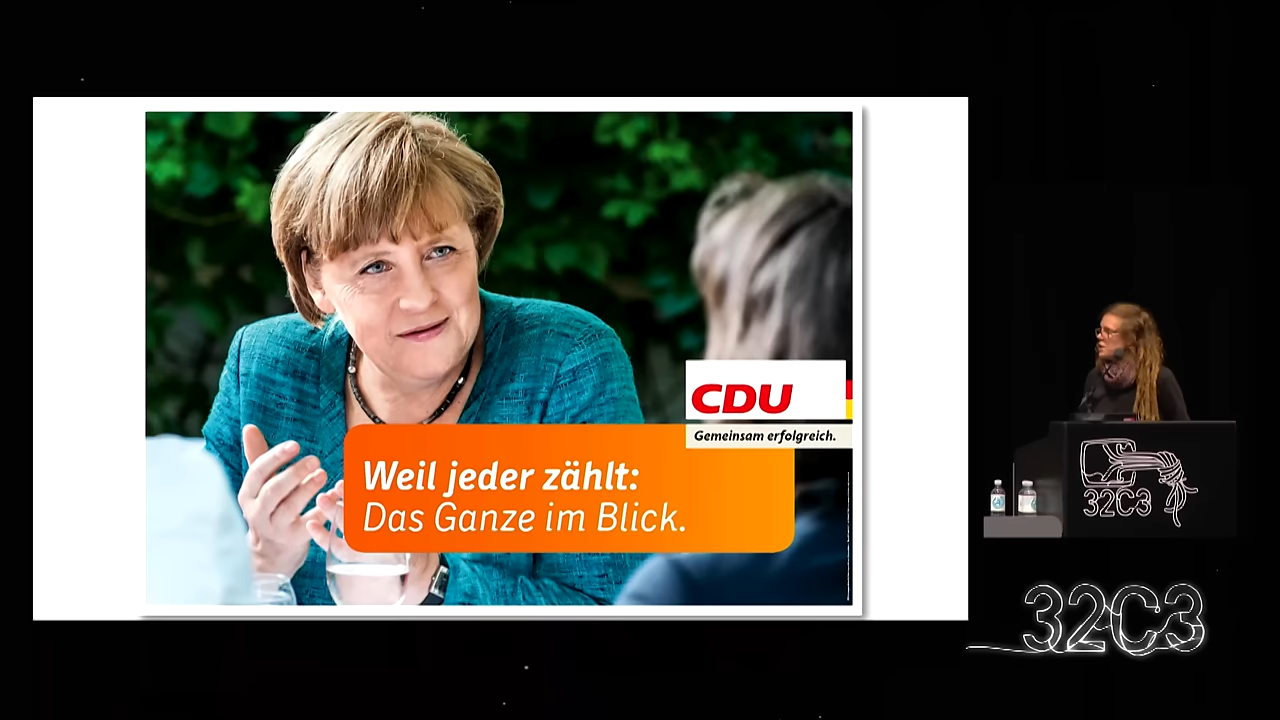 CDU
Gemeinsam erfolgreich.
Weil jeder zählt:
Das Ganze im Blick.
32C3
32C3